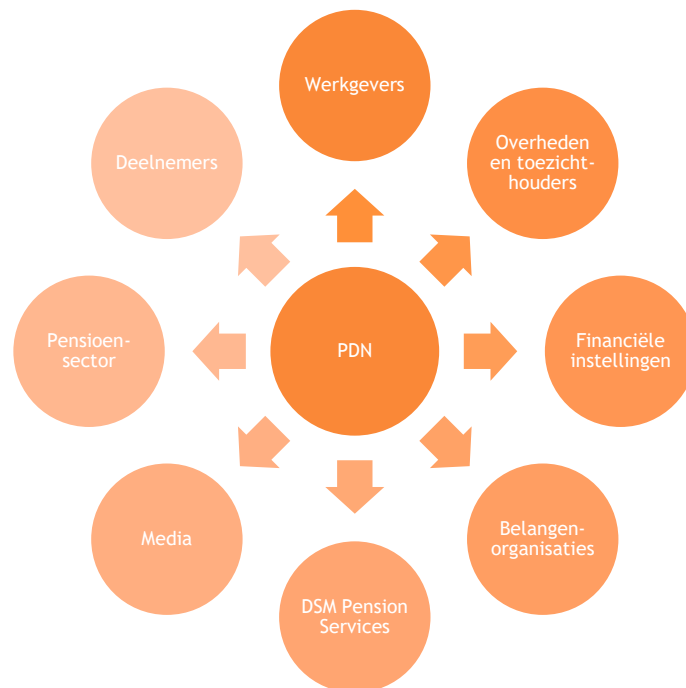 Werkgevers
Overheden
en toezicht-
houders
Financiële
instellingen
Belangen-
organisaties
DSM Pension
Services
Media
Pensioen-
sector
Deelnemers
PDN